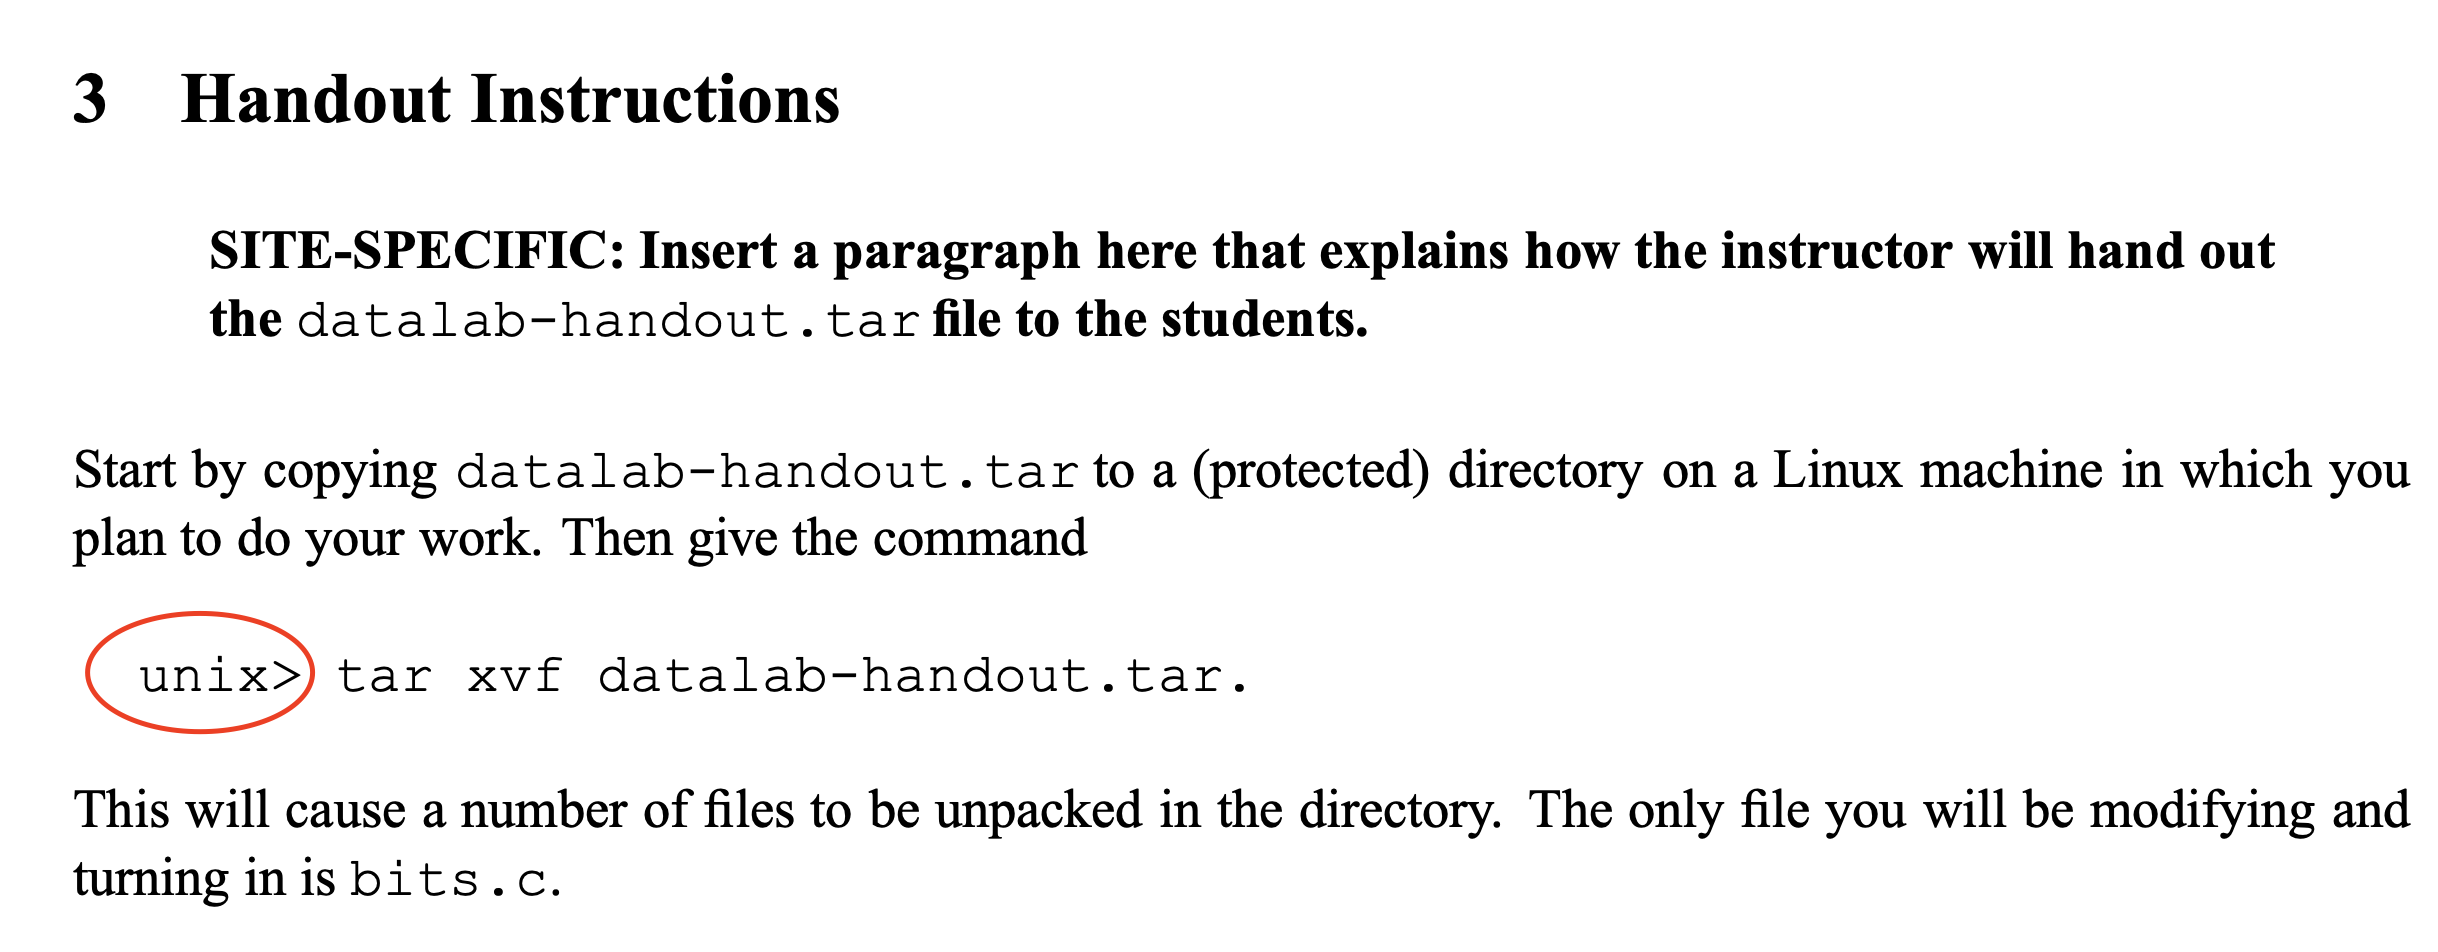 3 Handout Instructions
SITE-SPECIFIC: Insert a paragraph here that explains how the instructor will hand out
the datalab-handout.tar file to the students.
Start by copying datalab-handout.tar to a (protected) directory on a Linux machine in which you
plan to do your work. Then give the command
unix> tar xvf datalab-handout.tar.
This will cause a number of files to be unpacked in the directory. The only file you will be modifying and
turning in is bits.c.